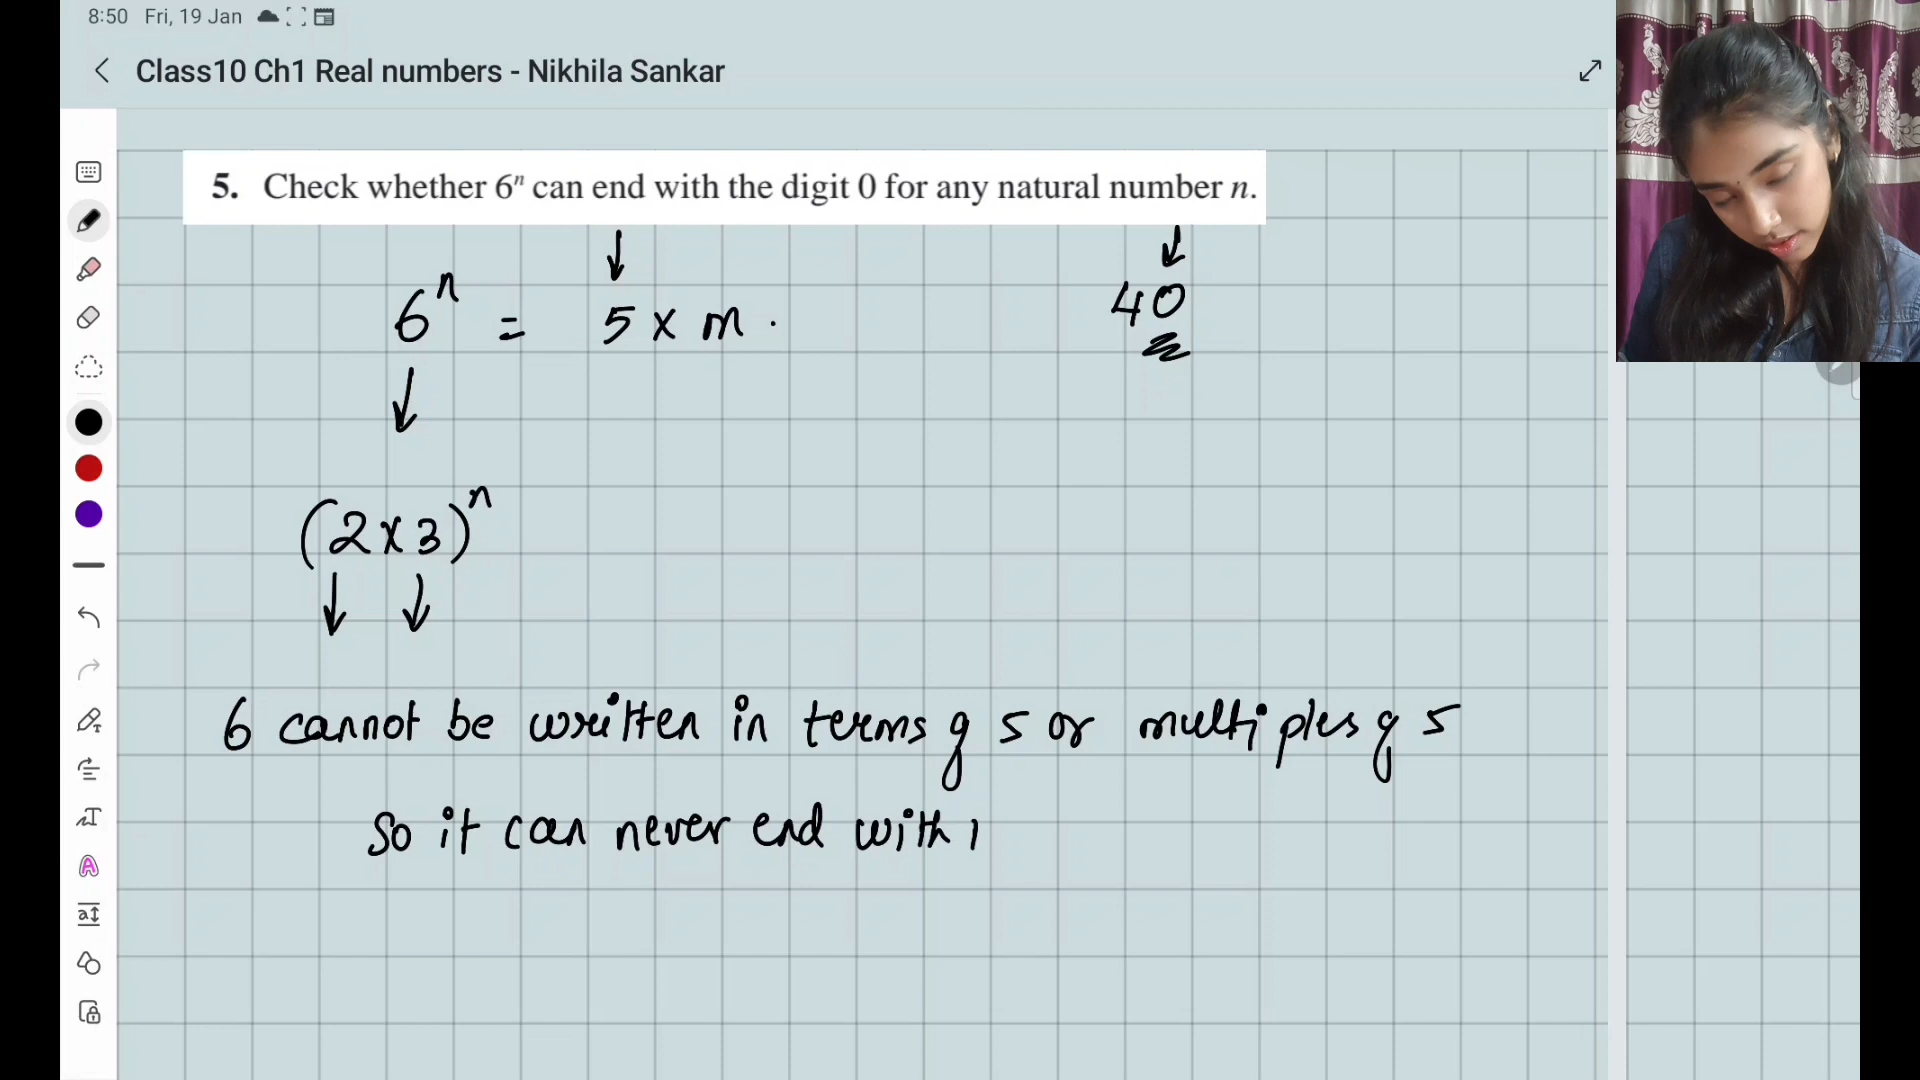 8:50 Fri, 19 Jan
Class10 Ch1 Real numbers - Nikhila Sankar
5. Check whether 6ⁿ can end with the digit 0 for any natural number n.
6ⁿ = 5 x m .
40
(2x3)ⁿ
6 cannot be written in terms of 5 or multiples of 5
So it can never end with